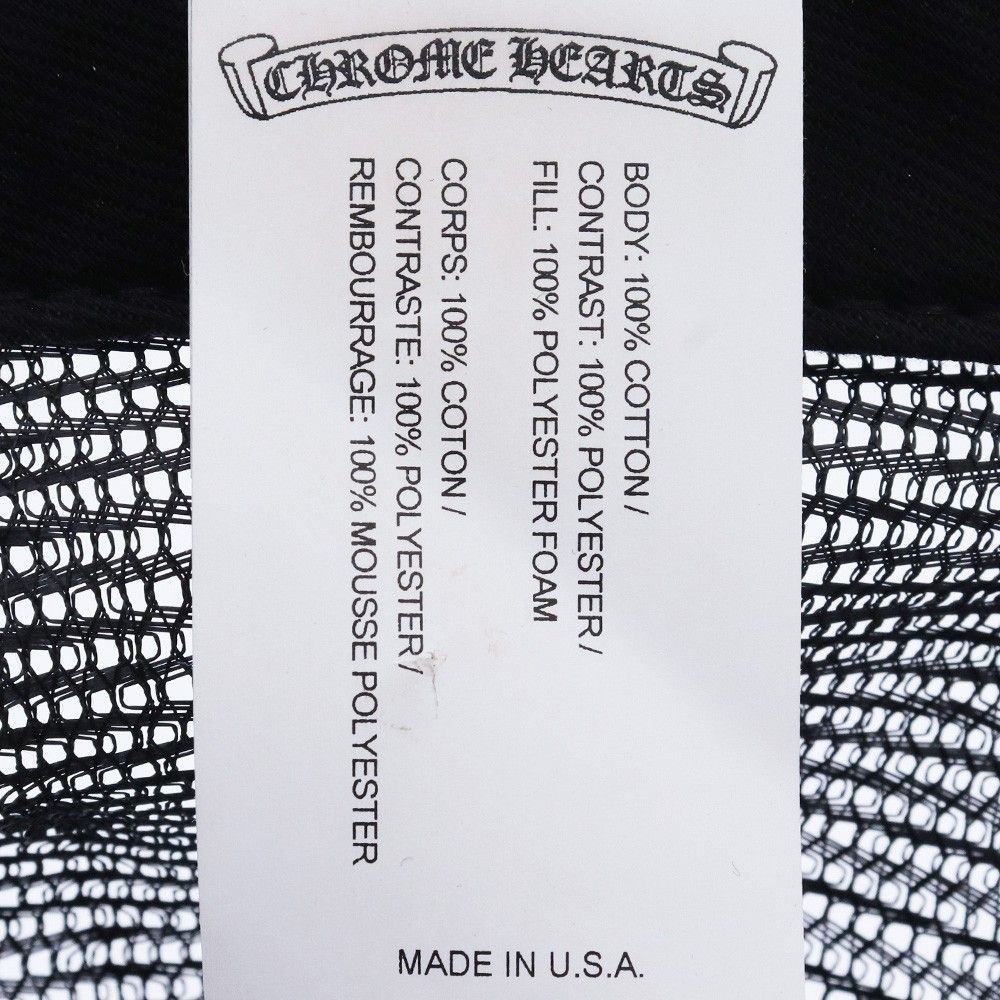 CHROME HEARTS
BODY: 100% COTTON /
CONTRAST: 100% POLYESTER /
FILL: 100% POLYESTER FOAM
CORPS: 100% COTON /
CONTRASTE: 100% POLYESTER /
REMBOURRAGE: 100% MOUSSE POLYESTER
MADE IN U.S.A.